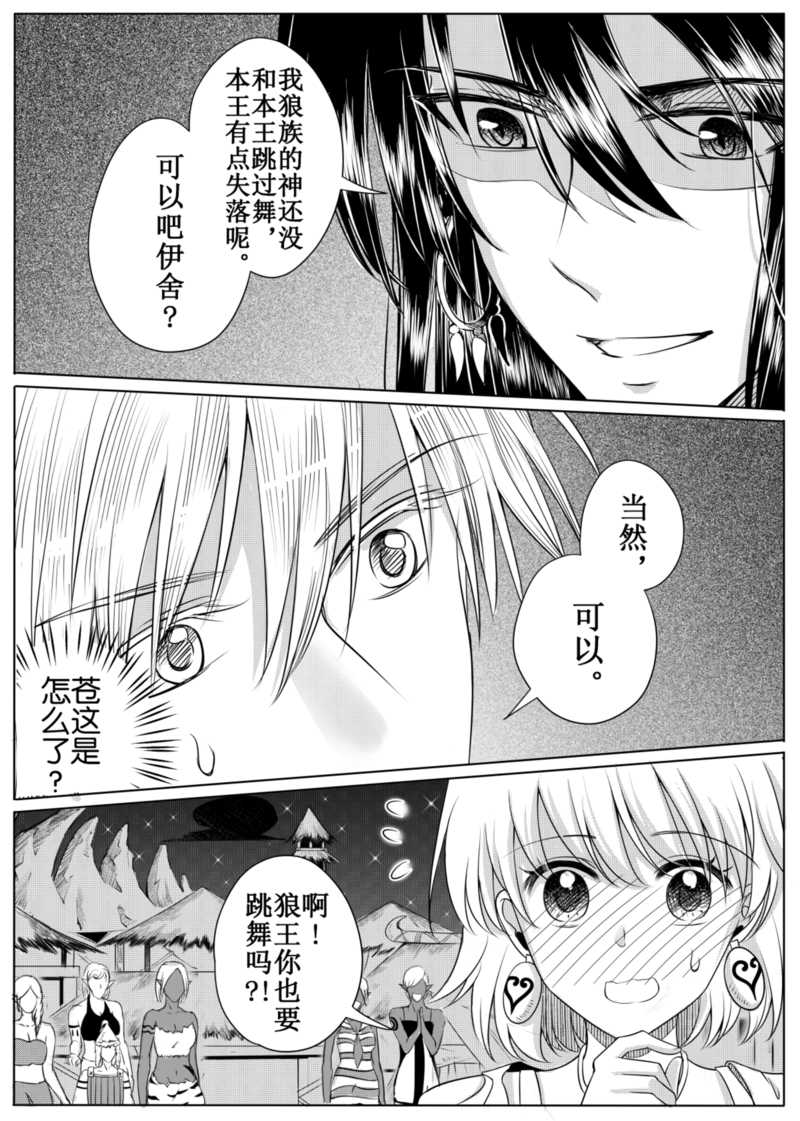 我狼族的神还没
和本王跳过舞，
本王有点失落呢。
可以吧伊舍？
当然，
可以。
苍这是
怎么了？
啊！
狼王你也要
跳舞吗？！